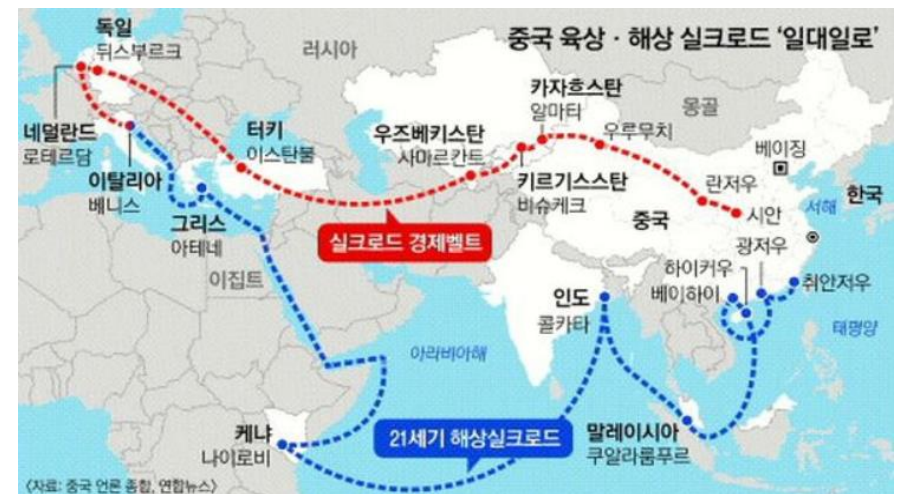 중국 육상 · 해상 실크로드 ‘일대일로’
독일
뒤스부르크
러시아
카자흐스탄
알마타
몽골
네덜란드
로테르담
터키
이스탄불
우즈베키스탄
사마르칸트
우루무치
베이징
이탈리아
베니스
키르기스스탄
비슈케크
란저우
시안
서해
한국
그리스
아테네
실크로드 경제벨트
중국
광저우
하이커우
베이하이
취안저우
이집트
인도
콜카타
태평양
아라비아해
케냐
나이로비
21세기 해상실크로드
말레이시아
쿠알라룸푸르
〈자료: 중국 언론 종합, 연합뉴스〉